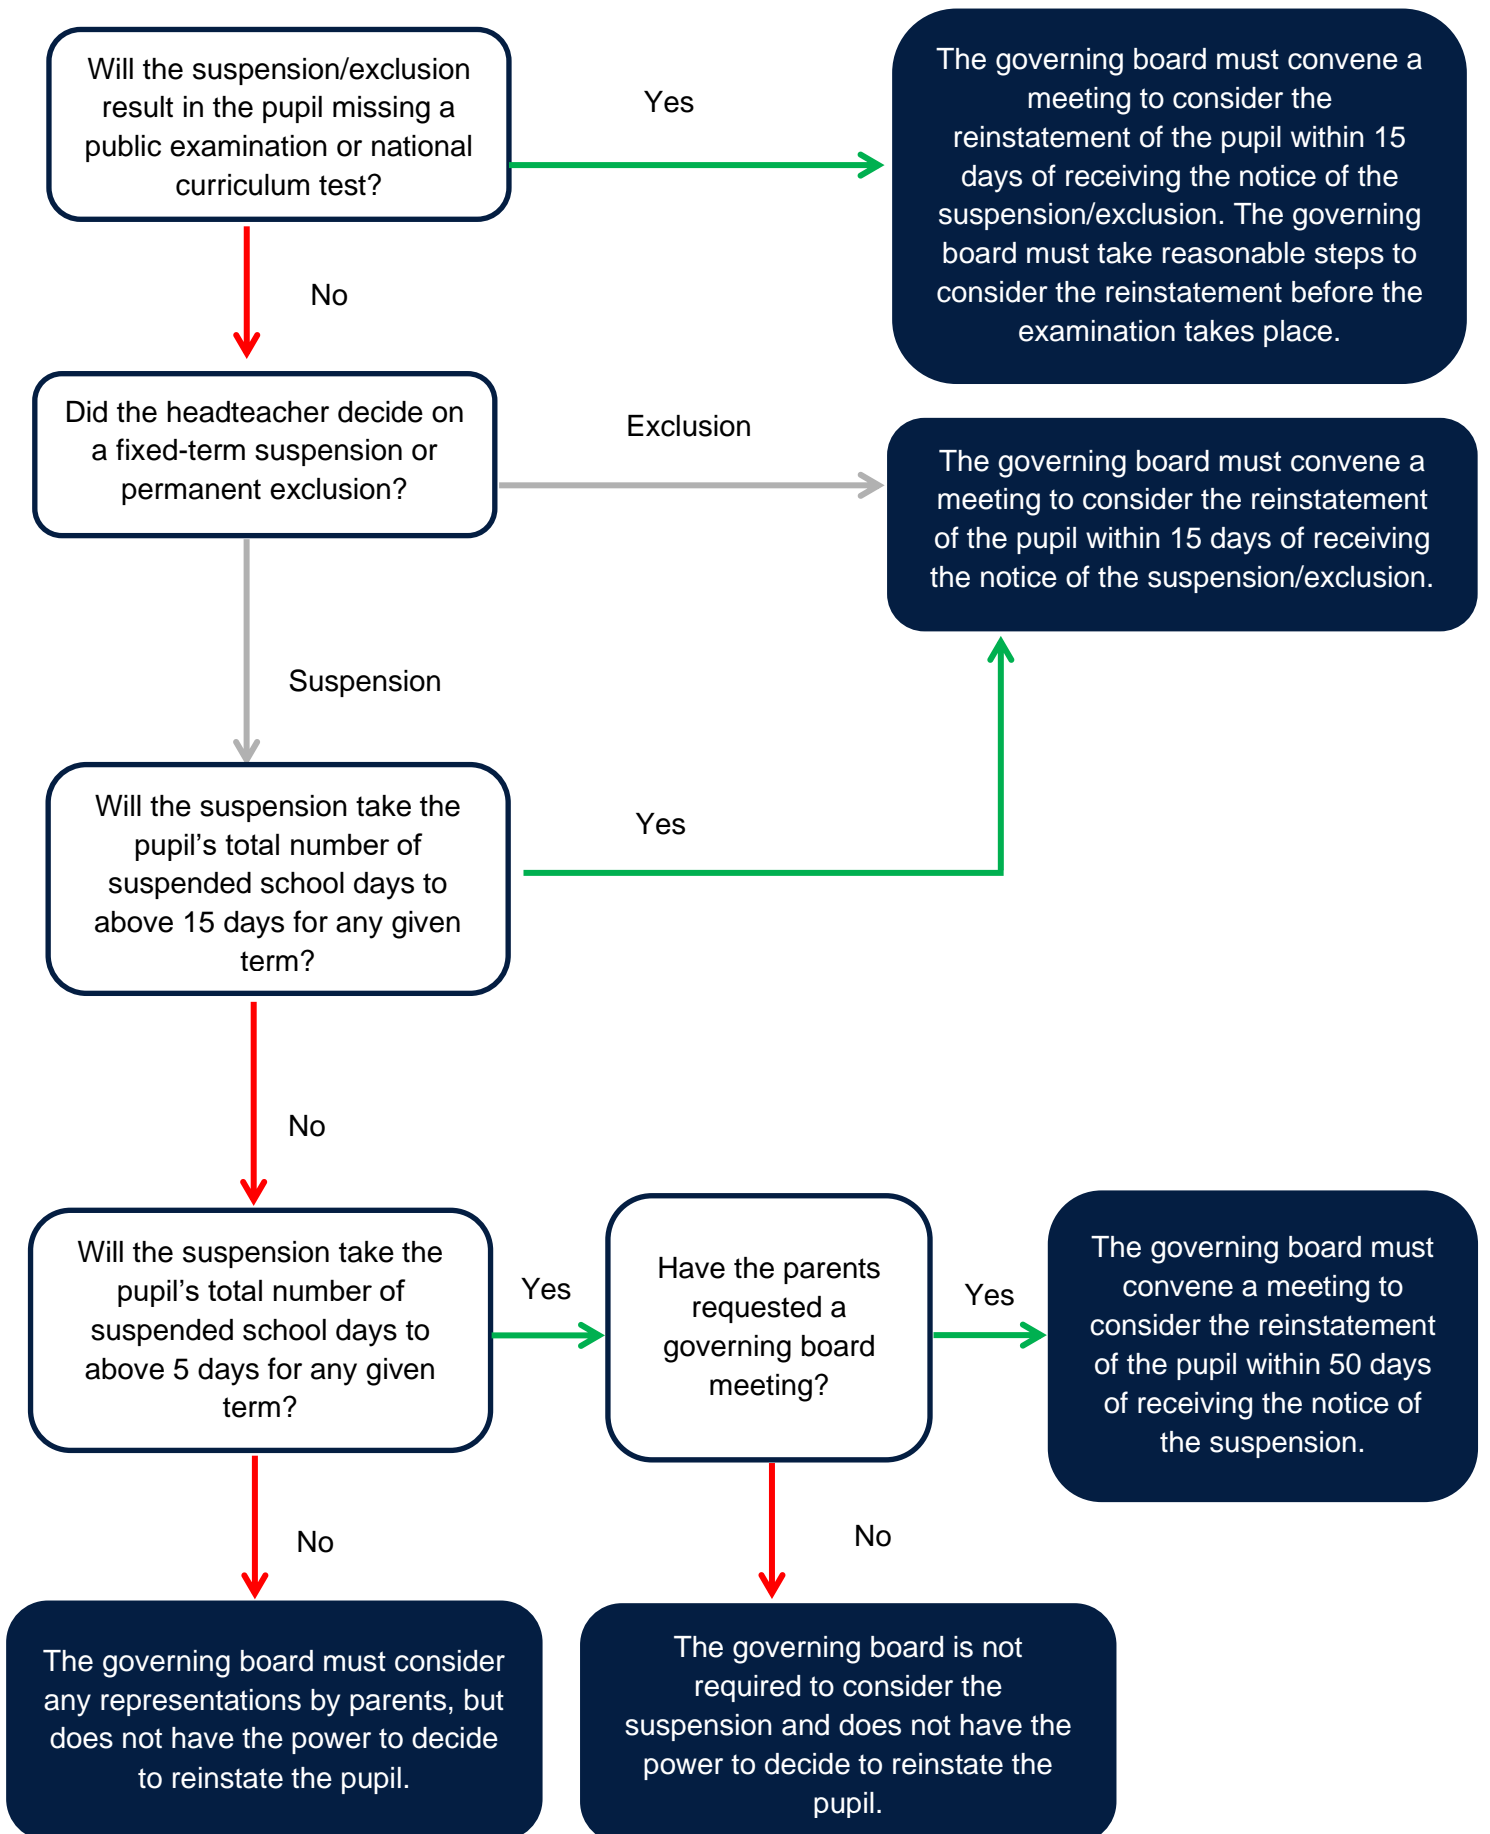 Will the suspension/exclusion
result in the pupil missing a
public examination or national
curriculum test?
Yes
The governing board must convene a
meeting to consider the
reinstatement of the pupil within 15
days of receiving the notice of the
suspension/exclusion. The governing
board must take reasonable steps to
consider the reinstatement before the
examination takes place.
No
Did the headteacher decide on
a fixed-term suspension or
permanent exclusion?
Exclusion
The governing board must convene a
meeting to consider the reinstatement
of the pupil within 15 days of receiving
the notice of the suspension/exclusion.
Suspension
Will the suspension take the
pupil’s total number of
suspended school days to
above 15 days for any given
term?
Yes
No
Will the suspension take the
pupil’s total number of
suspended school days to
above 5 days for any given
term?
Yes
Have the parents
requested a
governing board
meeting?
Yes
The governing board must
convene a meeting to
consider the reinstatement
of the pupil within 50 days
of receiving the notice of
the suspension.
No
No
The governing board must consider
any representations by parents, but
does not have the power to decide
to reinstate the pupil.
The governing board is not
required to consider the
suspension and does not have the
power to decide to reinstate the
pupil.